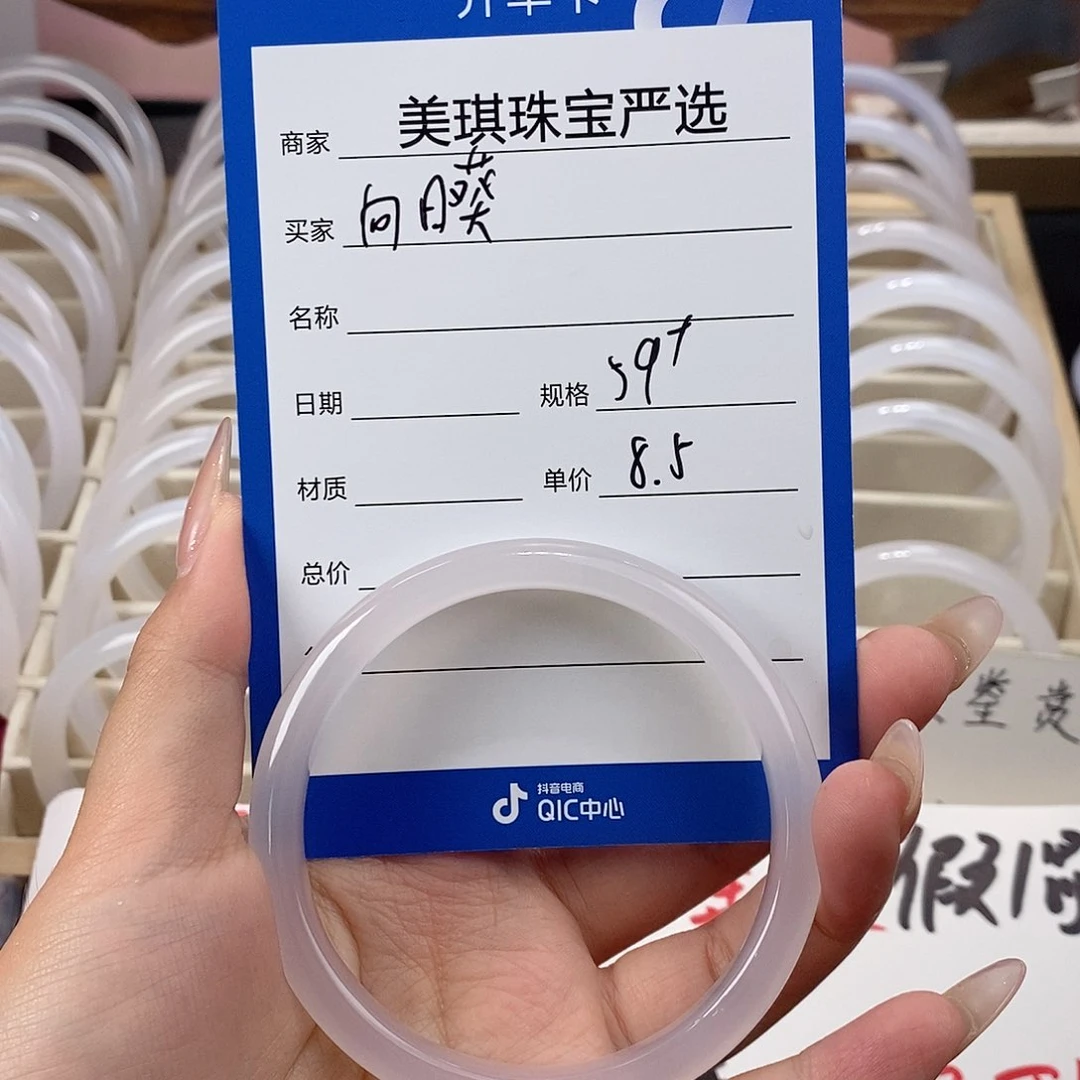 商家 美琪珠宝严选
买家 向日葵
名称
日期 规格 59+
材质 单价 8.5
总价
抖音电商
QIC中心
假1